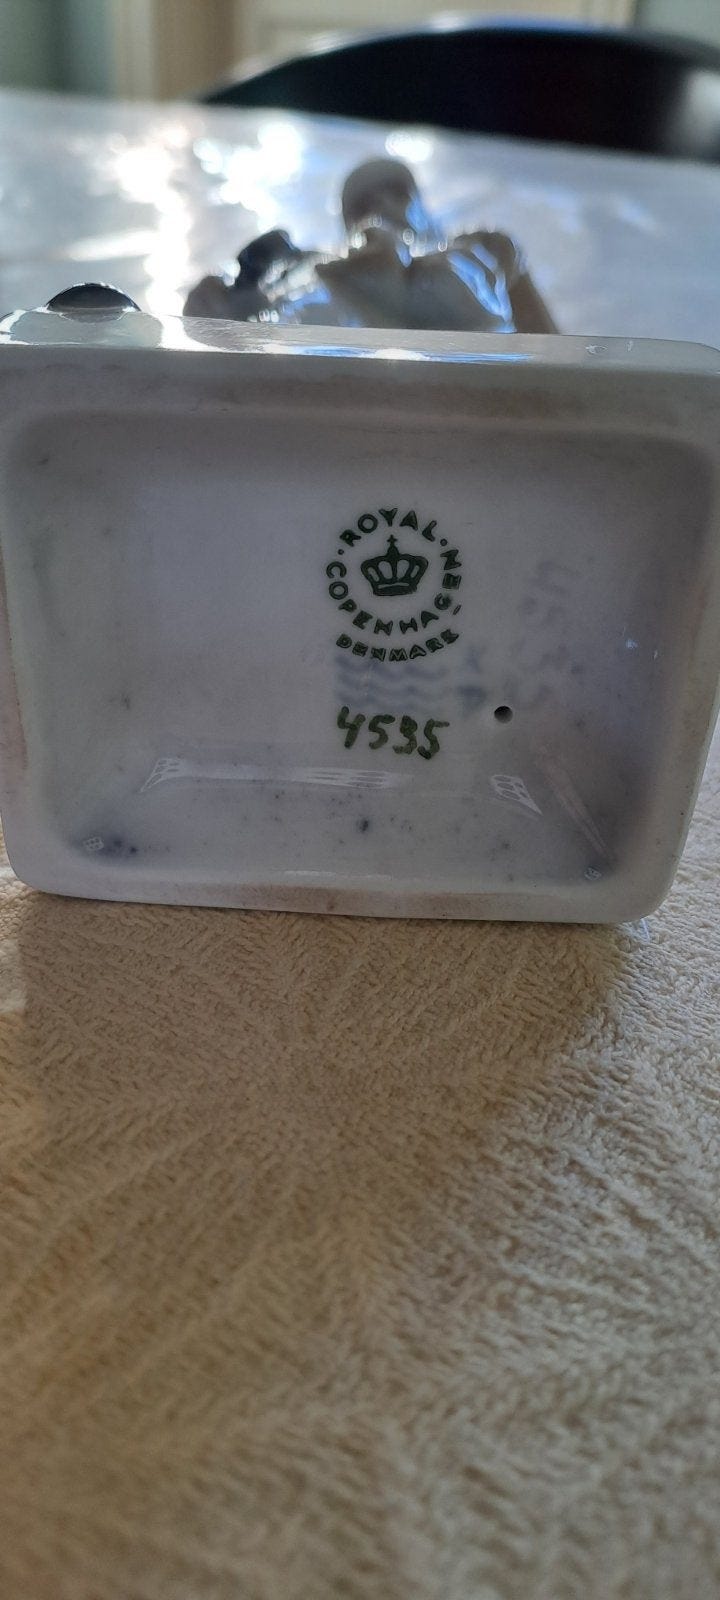 ROYAL
COPENHAGEN
DENMARK
4535